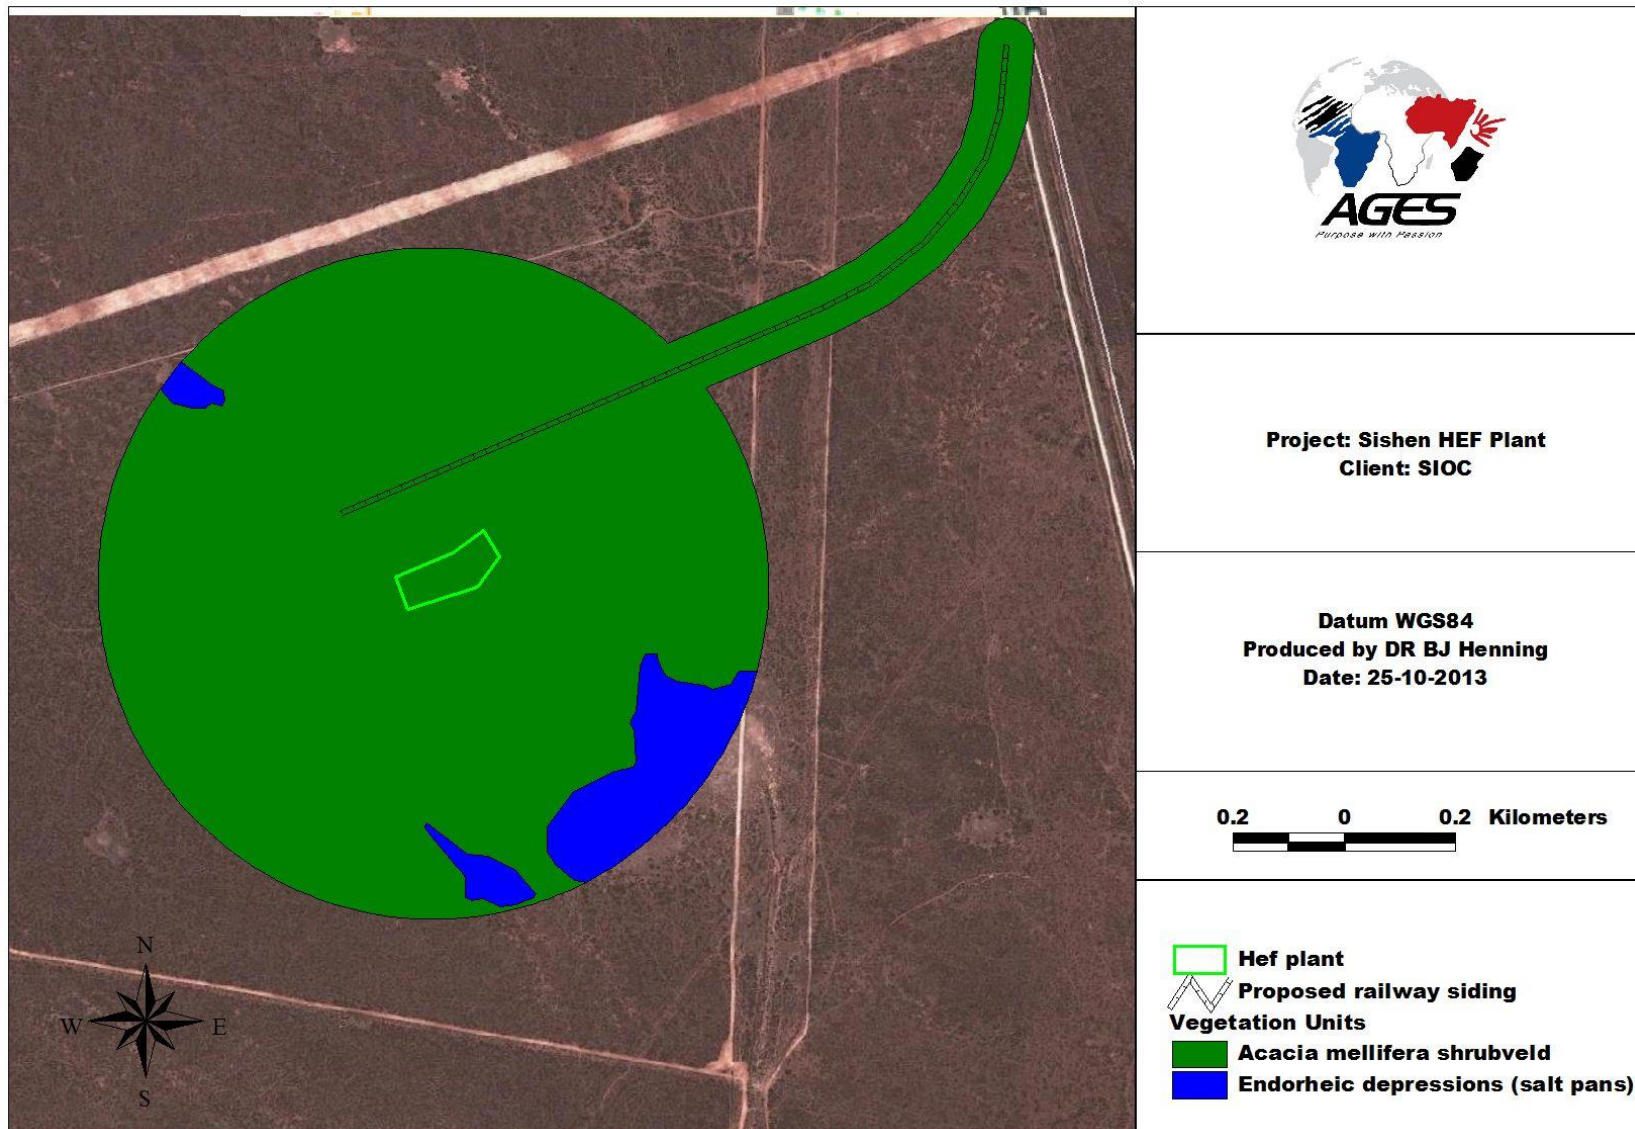 AGES
Purpose with Passion
Project: Sishen HEF Plant
Client: SIOC
Datum WGS84
Produced by DR BJ Henning
Date: 25-10-2013
0.2 0 0.2 Kilometers
Hef plant
Proposed railway siding
Vegetation Units
Acacia mellifera shrubveld
Endorheic depressions (salt pans)
N
W E
S